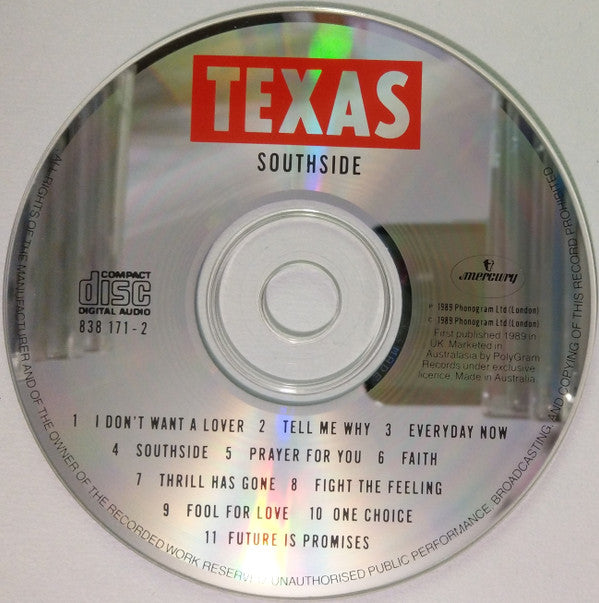 TEXAS
SOUTHSIDE
COMPACT
disc
DIGITAL AUDIO
838 171-2
mercury
℗ 1989 Phonogram Ltd (London)
© 1989 Phonogram Ltd (London)
First published 1989 in
UK. Marketed in
Australasia by PolyGram
Records under exclusive
licence. Made in Australia.
1 I DON'T WANT A LOVER 2 TELL ME WHY 3 EVERYDAY NOW
4 SOUTHSIDE 5 PRAYER FOR YOU 6 FAITH
7 THRILL HAS GONE 8 FIGHT THE FEELING
9 FOOL FOR LOVE 10 ONE CHOICE
11 FUTURE IS PROMISES
ALL RIGHTS OF THE MANUFACTURER AND OF THE OWNER OF THE RECORDED WORK RESERVED. UNAUTHORISED PUBLIC PERFORMANCE, BROADCASTING AND COPYING OF THIS RECORD PROHIBITED